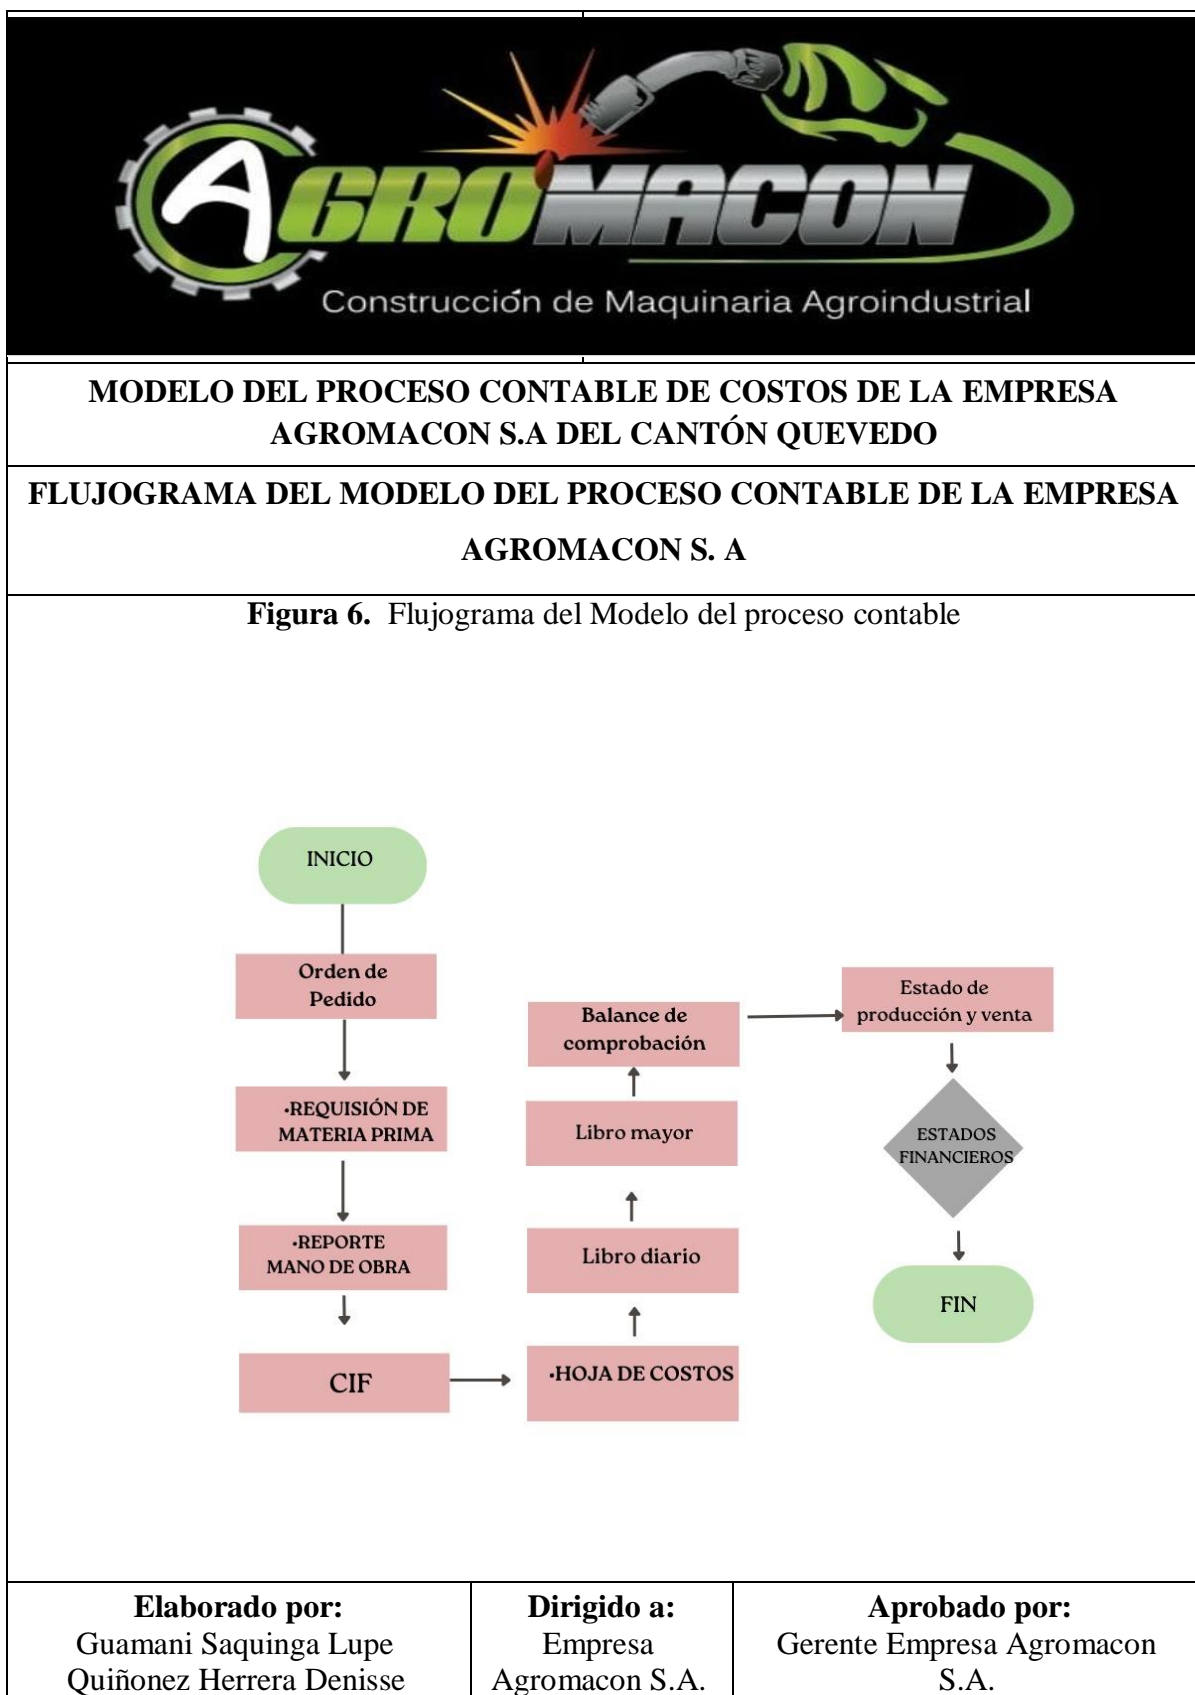 AGROMACON
Construcción de Maquinaria Agroindustrial
MODELO DEL PROCESO CONTABLE DE COSTOS DE LA EMPRESA
AGROMACON S.A DEL CANTÓN QUEVEDO
FLUJOGRAMA DEL MODELO DEL PROCESO CONTABLE DE LA EMPRESA
AGROMACON S. A
Figura 6. Flujograma del Modelo del proceso contable
INICIO
Orden de
Pedido
•REQUISIÓN DE
MATERIA PRIMA
•REPORTE
MANO DE OBRA
CIF
•HOJA DE COSTOS
Libro diario
Libro mayor
Balance de
comprobación
Estado de
producción y venta
ESTADOS
FINANCIEROS
FIN
Elaborado por:
Guamani Saquinga Lupe
Quiñonez Herrera Denisse
Dirigido a:
Empresa
Agromacon S.A.
Aprobado por:
Gerente Empresa Agromacon
S.A.